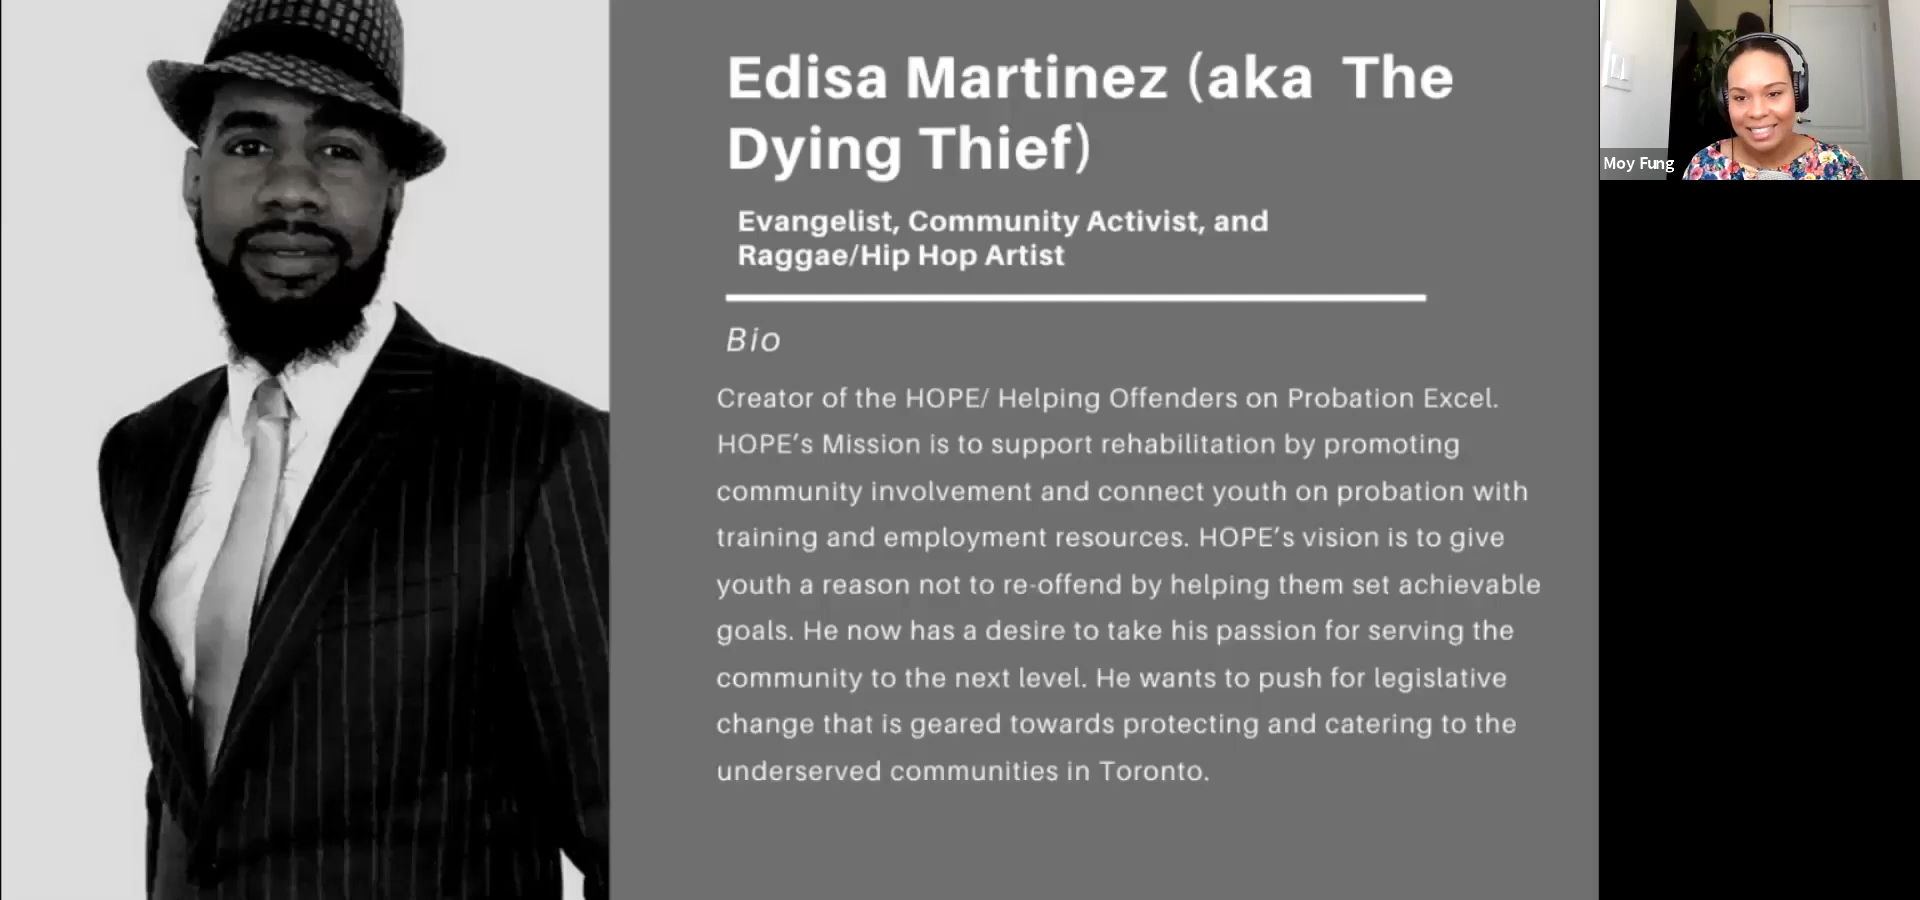 Edisa Martinez (aka The
Dying Thief)
Evangelist, Community Activist, and
Raggae/Hip Hop Artist
Bio
Creator of the HOPE/ Helping Offenders on Probation Excel.
HOPE’s Mission is to support rehabilitation by promoting
community involvement and connect youth on probation with
training and employment resources. HOPE’s vision is to give
youth a reason not to re-offend by helping them set achievable
goals. He now has a desire to take his passion for serving the
community to the next level. He wants to push for legislative
change that is geared towards protecting and catering to the
underserved communities in Toronto.
Moy Fung